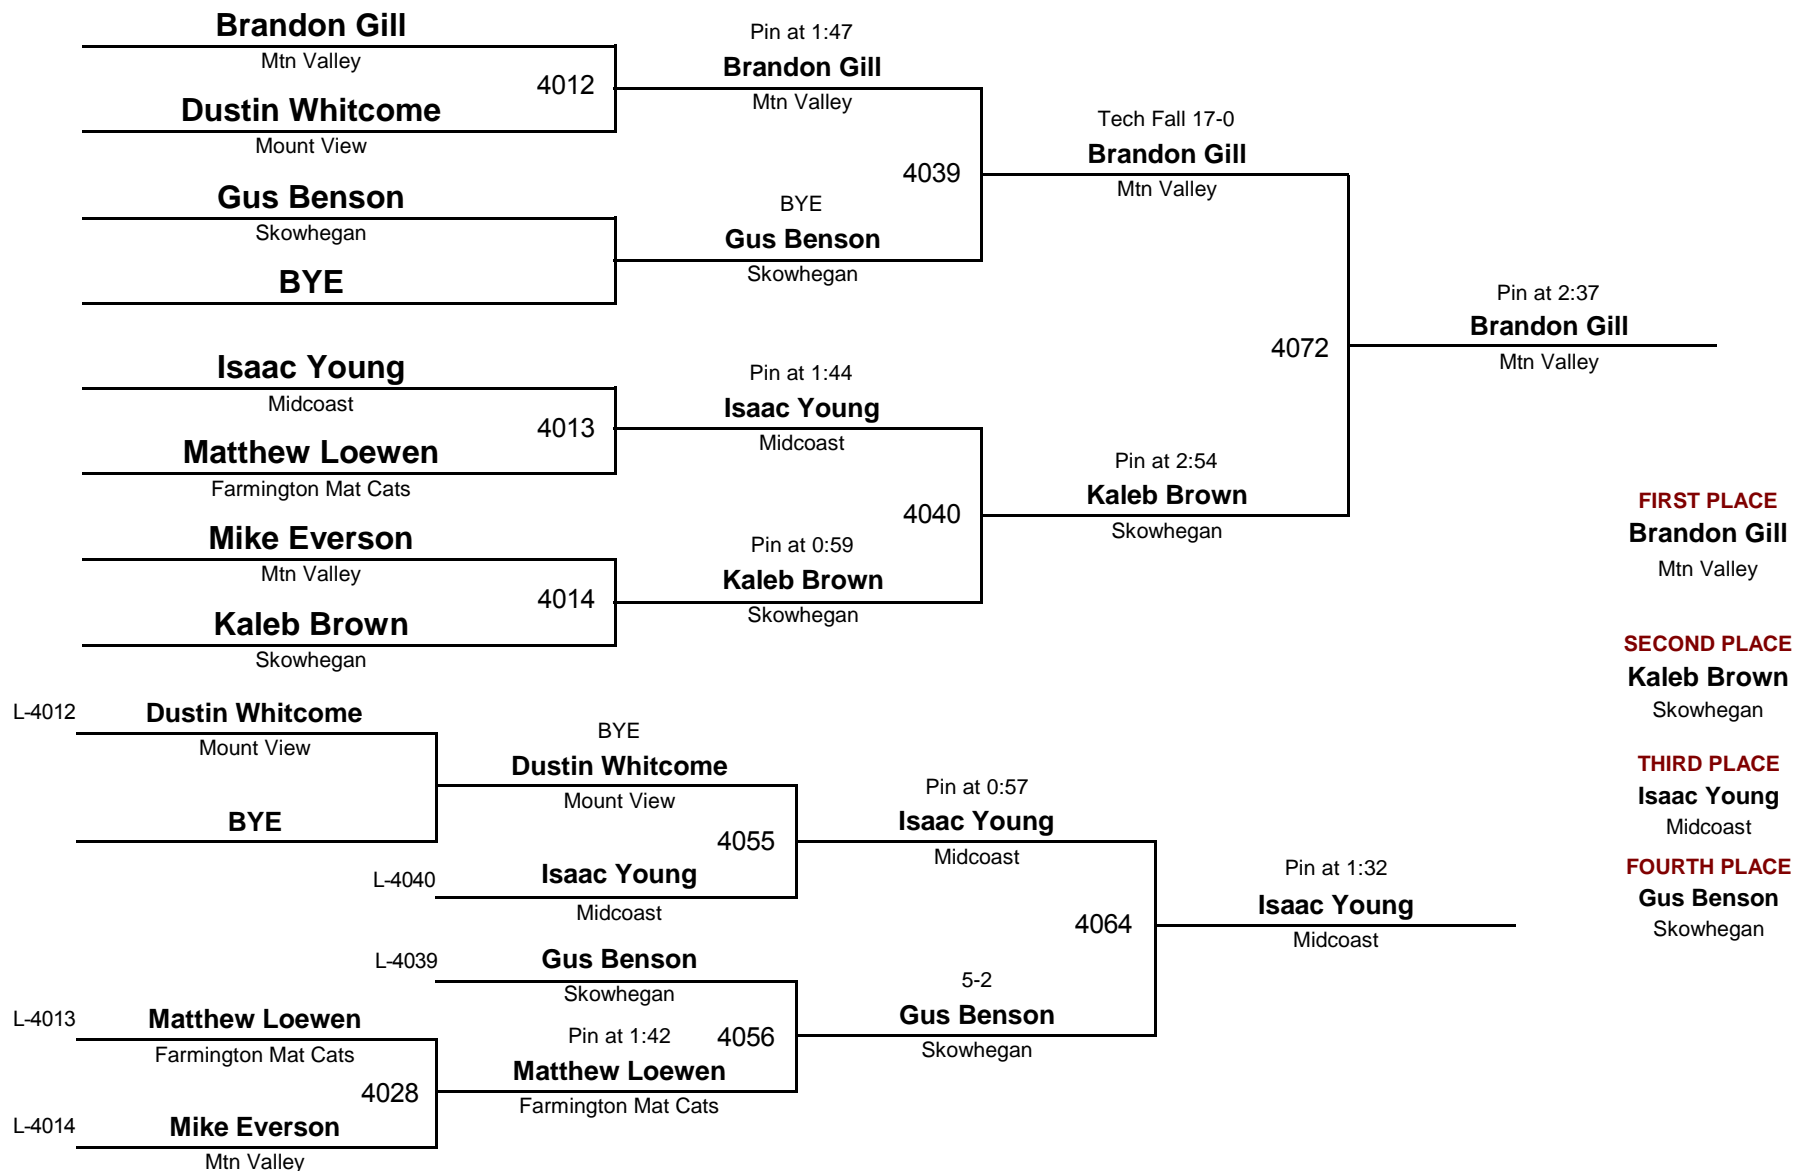 Brandon Gill
Mtn Valley
4012
Dustin Whitcome
Mount View
Gus Benson
Skowhegan
BYE
Isaac Young
Midcoast
4013
Matthew Loewen
Farmington Mat Cats
Mike Everson
Mtn Valley
4014
Kaleb Brown
Skowhegan
Pin at 1:47
Brandon Gill
Mtn Valley
4039
BYE
Gus Benson
Skowhegan
Pin at 1:44
Isaac Young
Midcoast
4040
Pin at 0:59
Kaleb Brown
Skowhegan
Tech Fall 17-0
Brandon Gill
Mtn Valley
4072
Pin at 2:54
Kaleb Brown
Skowhegan
Pin at 2:37
Brandon Gill
Mtn Valley
FIRST PLACE
Brandon Gill
Mtn Valley
SECOND PLACE
Kaleb Brown
Skowhegan
THIRD PLACE
Isaac Young
Midcoast
FOURTH PLACE
Gus Benson
Skowhegan
L-4012
Dustin Whitcome
Mount View
BYE
L-4013
Matthew Loewen
Farmington Mat Cats
4028
L-4014
Mike Everson
Mtn Valley
BYE
Dustin Whitcome
Mount View
4055
L-4040
Isaac Young
Midcoast
L-4039
Gus Benson
Skowhegan
Pin at 1:42
4056
Matthew Loewen
Farmington Mat Cats
Pin at 0:57
Isaac Young
Midcoast
4064
5-2
Gus Benson
Skowhegan
Pin at 1:32
Isaac Young
Midcoast